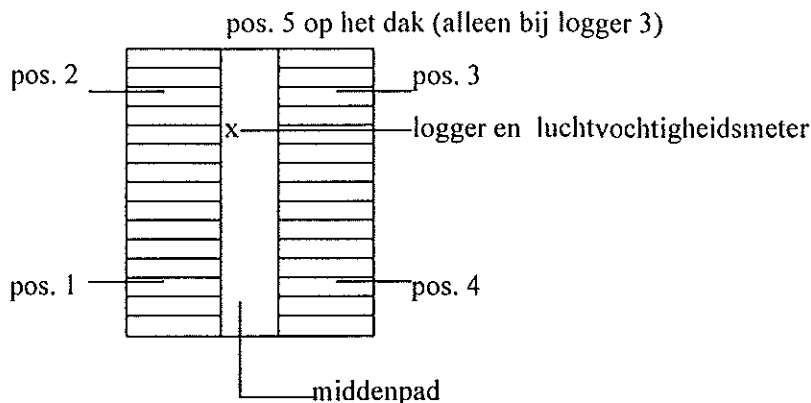 pos. 5 op het dak (alleen bij logger 3)
pos. 2
pos. 3
x
logger en luchtvochtigheidsmeter
pos. 1
pos. 4
middenpad